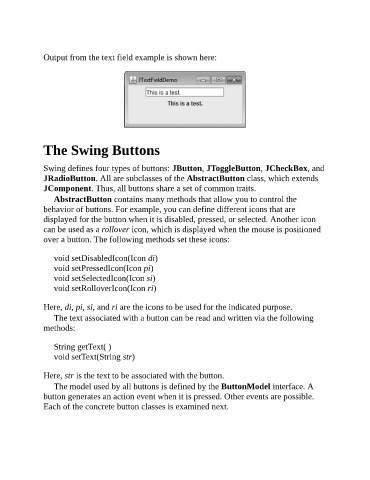 Output from the text field example is shown here:
JTextFieldDemo
This is a test
This is a test.
The Swing Buttons
Swing defines four types of buttons: JButton, JToggleButton, JCheckBox, and
JRadioButton. All are subclasses of the AbstractButton class, which extends
JComponent. Thus, all buttons share a set of common traits.
AbstractButton contains many methods that allow you to control the
behavior of buttons. For example, you can define different icons that are
displayed for the button when it is disabled, pressed, or selected. Another icon
can be used as a rollover icon, which is displayed when the mouse is positioned
over a button. The following methods set these icons:
void setDisabledIcon(Icon di)
void setPressedIcon(Icon pi)
void setSelectedIcon(Icon si)
void setRolloverIcon(Icon ri)
Here, di, pi, si, and ri are the icons to be used for the indicated purpose.
The text associated with a button can be read and written via the following
methods:
String getText( )
void setText(String str)
Here, str is the text to be associated with the button.
The model used by all buttons is defined by the ButtonModel interface. A
button generates an action event when it is pressed. Other events are possible.
Each of the concrete button classes is examined next.